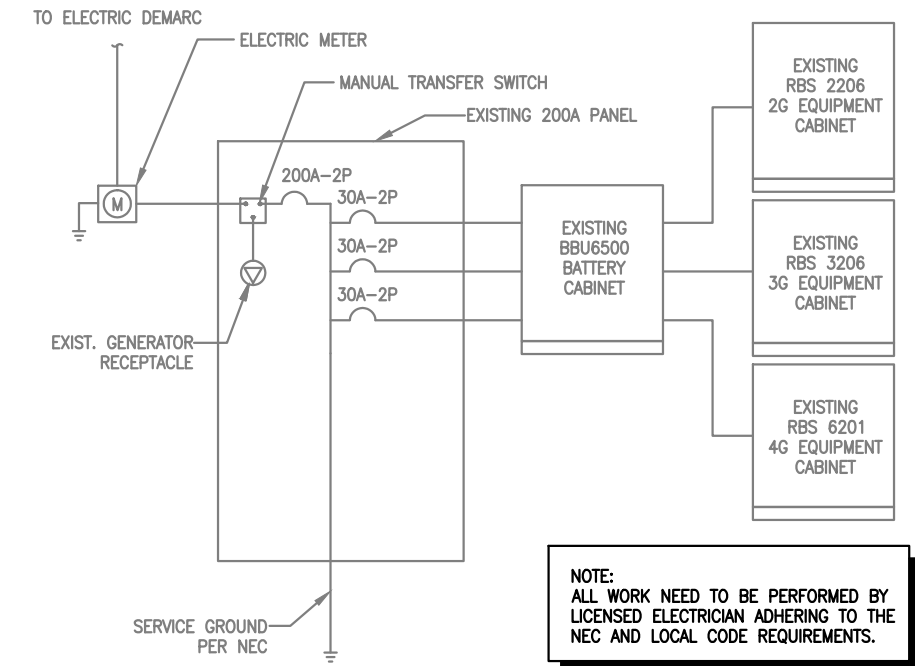 TO ELECTRIC DEMARC
ELECTRIC METER
MANUAL TRANSFER SWITCH
EXISTING 200A PANEL
EXISTING
RBS 2206
2G EQUIPMENT
CABINET
200A-2P
30A-2P
M
30A-2P
30A-2P
EXISTING
BBU6500
BATTERY
CABINET
EXISTING
RBS 3206
3G EQUIPMENT
CABINET
EXIST. GENERATOR
RECEPTACLE
EXISTING
RBS 6201
4G EQUIPMENT
CABINET
SERVICE GROUND
PER NEC
NOTE:
ALL WORK NEED TO BE PERFORMED BY
LICENSED ELECTRICIAN ADHERING TO THE
NEC AND LOCAL CODE REQUIREMENTS.